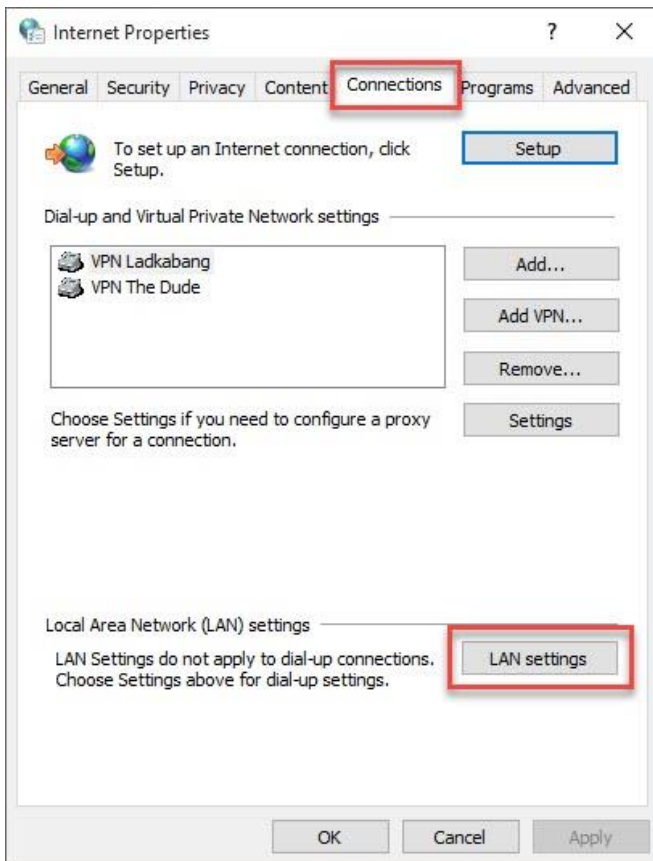 Internet Properties
?
General Security Privacy Content Connections Programs Advanced
To set up an Internet connection, click
Setup.
Setup
Dial-up and Virtual Private Network settings
VPN Ladkabang
VPN The Dude
Add...
Add VPN...
Remove...
Choose Settings if you need to configure a proxy
server for a connection.
Settings
Local Area Network (LAN) settings
LAN Settings do not apply to dial-up connections.
Choose Settings above for dial-up settings.
LAN settings
OK Cancel Apply